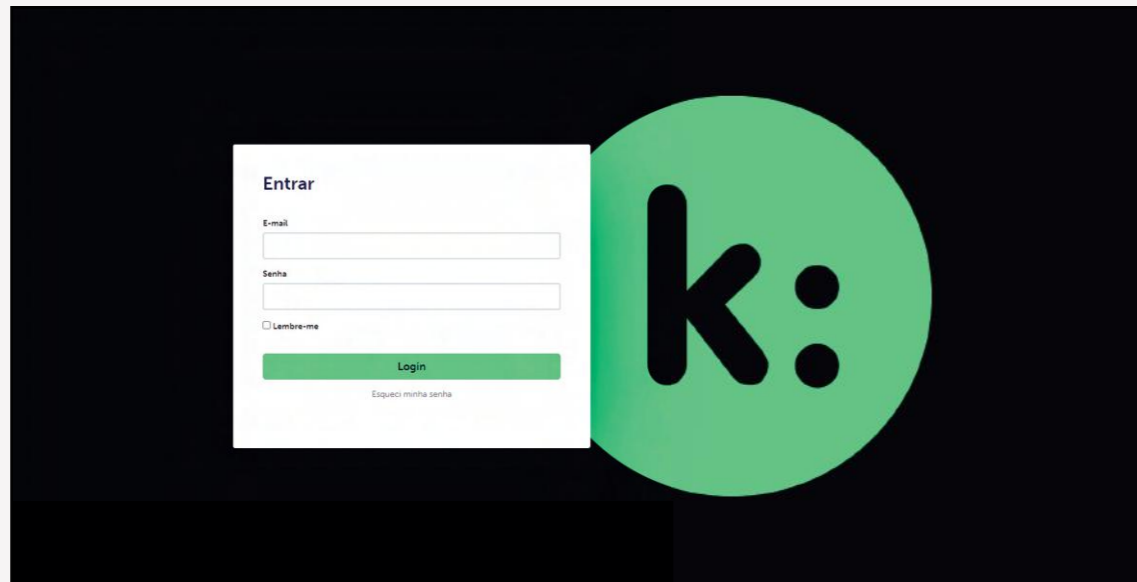 Entrar
E-mail
Senha
Lembre-me
Login
Esqueci minha senha
k: